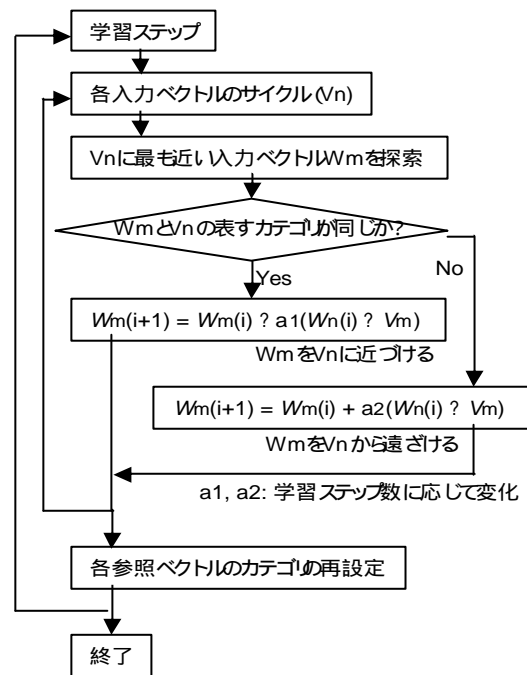 学習ステップ
各入力ベクトルのサイクル(Vn)
Vnに最も近い入力ベクトルWmを探索
WmとVnの表すカテゴリが同じか?
Yes
No
Wm(i+1) = Wm(i) ? a1(Wn(i) ? Vm)
WmをVnに近づける
Wm(i+1) = Wm(i) + a2(Wn(i) ? Vm)
WmをVnから遠ざける
a1, a2: 学習ステップ数に応じて変化
各参照ベクトルのカテゴリの再設定
終了